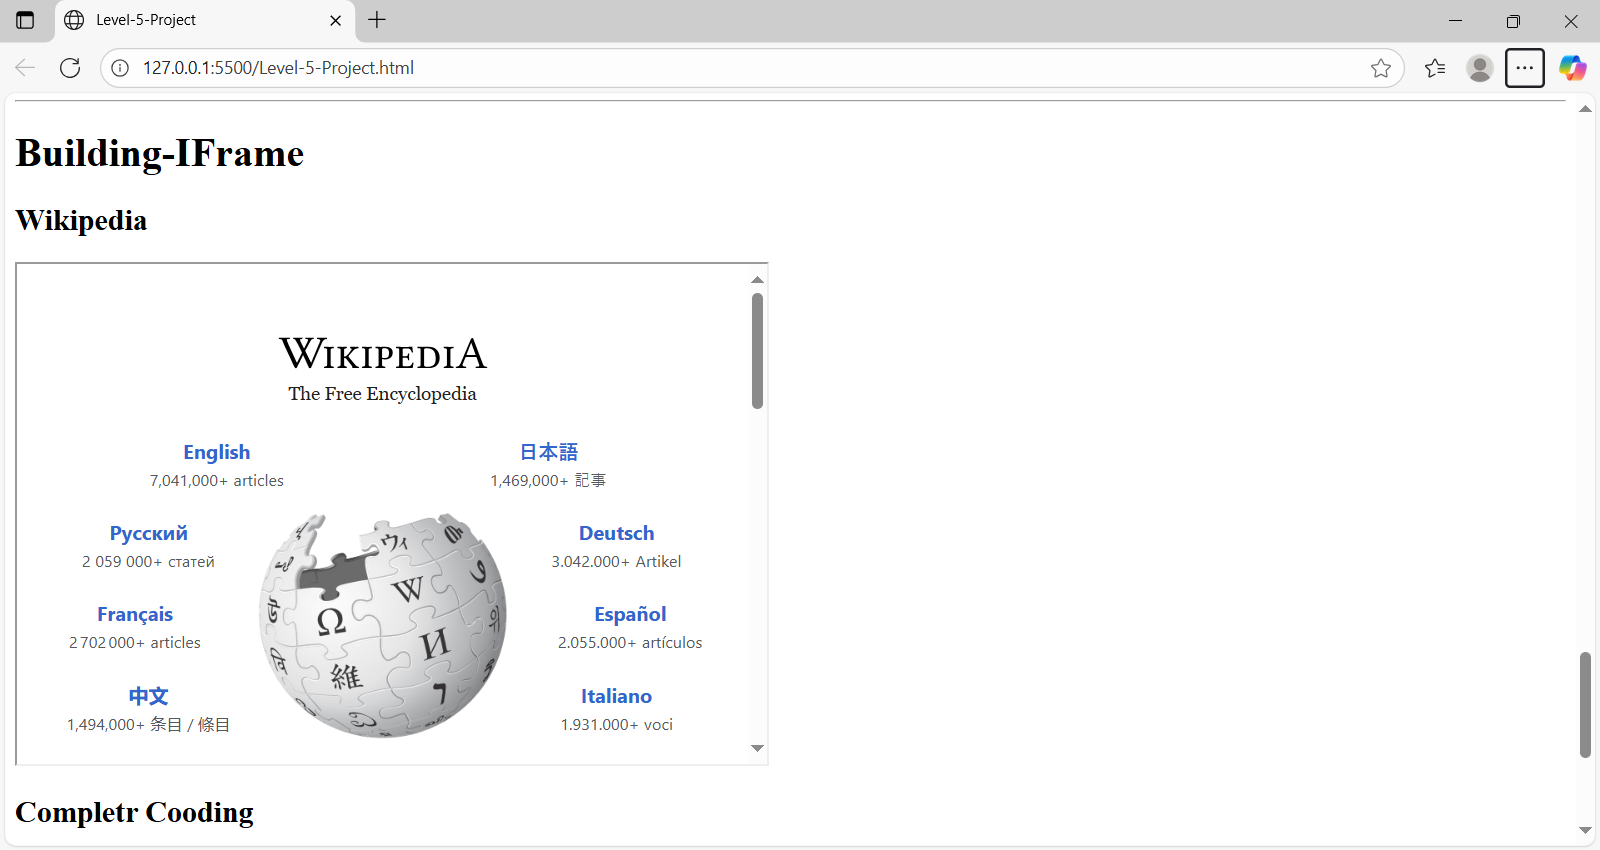 Level-5-Project
127.0.0.1:5500/Level-5-Project.html
Building-IFrame
Wikipedia
WIKIPEDIA
The Free Encyclopedia
English
7,041,000+ articles
日本語
1,469,000+ 記事
Русский
2 059 000+ статей
Deutsch
3.042.000+ Artikel
Français
2 702 000+ articles
Español
2.055.000+ artículos
中文
1,494,000+ 条目 / 條目
Italiano
1.931.000+ voci
Ω
W
И
維
Completr Cooding